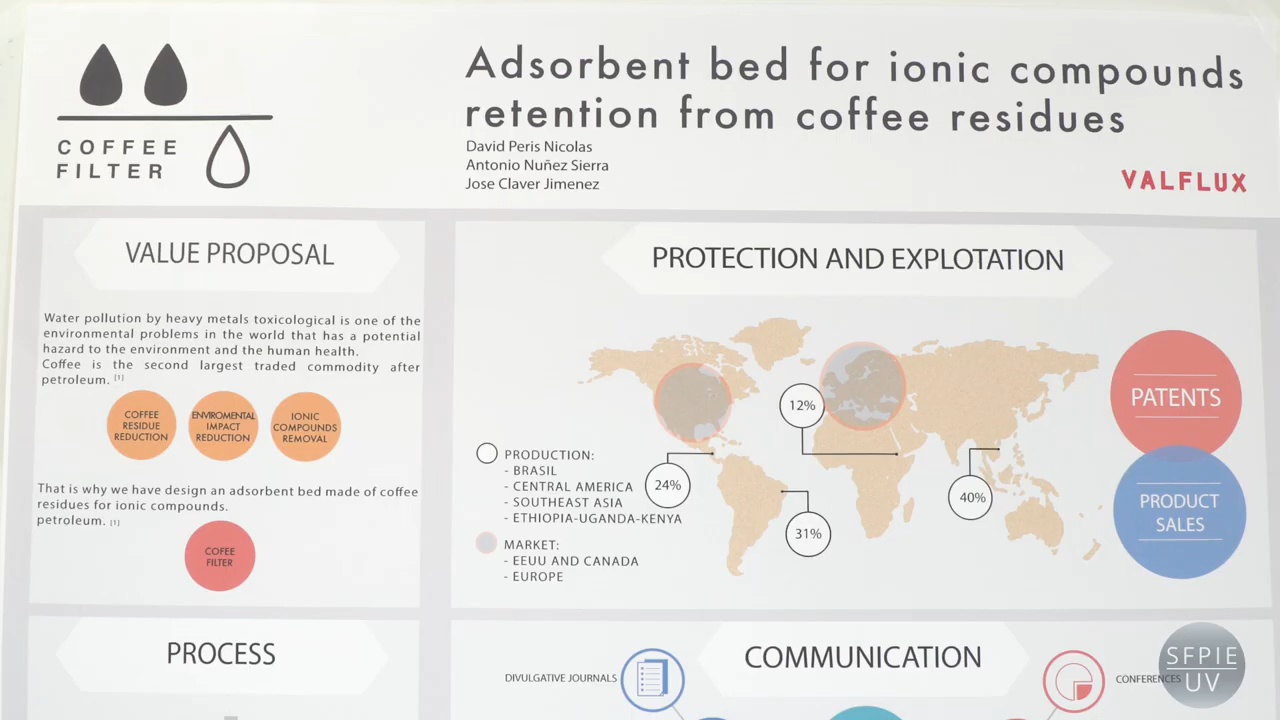 COFFEE
FILTER
Adsorbent bed for ionic compounds
retention from coffee residues
David Peris Nicolas
Antonio Nuñez Sierra
Jose Claver Jimenez
VALFLUX
VALUE PROPOSAL
Water pollution by heavy metals toxicological is one of the
environmental problems in the world that has a potential
hazard to the environment and the human health.
Coffee is the second largest traded commodity after
petroleum. [1]
COFFEE
RESIDUE
REDUCTION
ENVIROMENTAL
IMPACT
REDUCTION
IONIC
COMPOUNDS
REMOVAL
That is why we have design an adsorbent bed made of coffee
residues for ionic compounds.
petroleum. [1]
COFEE
FILTER
PROTECTION AND EXPLOTATION
12%
24%
31%
40%
PRODUCTION:
- BRASIL
- CENTRAL AMERICA
- SOUTHEAST ASIA
- ETHIOPIA-UGANDA-KENYA
MARKET:
- EEUU AND CANADA
- EUROPE
PATENTS
PRODUCT
SALES
PROCESS
COMMUNICATION
DIVULGATIVE JOURNALS
CONFERENCES
SFPIE
UV